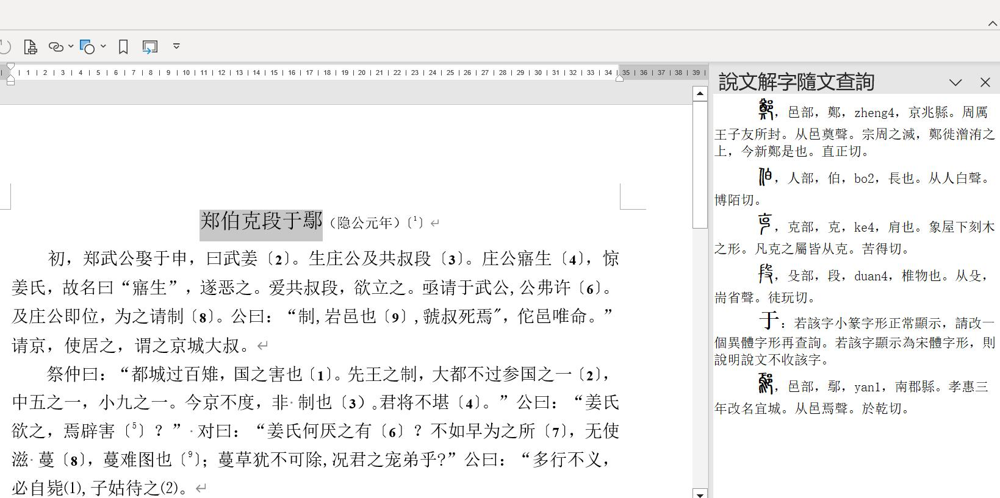 1 2 3 4 5 6 7 8 9 10 11 12 13 14 15 16 17 18 19 20 21 22 23 24 25 26 27 28 29 30 31 32 33 34 35 36 37 38 39
郑伯克段于鄢（隐公元年）〔1〕↵
初，郑武公娶于申，曰武姜〔2〕。生庄公及共叔段〔3〕。庄公寤生〔4〕，惊
姜氏，故名曰“寤生”，遂恶之。爱共叔段，欲立之。亟请于武公,公弗许〔6〕。
及庄公即位，为之请制〔8〕。公曰：“制,岩邑也〔9〕,虢叔死焉″，佗邑唯命。”
请京，使居之，谓之京城大叔。↵
祭仲曰：“都城过百雉，国之害也〔1〕。先王之制，大都不过参国之一〔2〕，
中五之一，小九之一。今京不度，非·制也〔3）。君将不堪〔4〕。”公曰：“姜氏
欲之，焉辟害〔5〕？”·对曰：“姜氏何厌之有〔6〕？不如早为之所〔7〕，无使
滋·蔓〔8〕，蔓难图也〔9〕；蔓草犹不可除,况君之宠弟乎?”公曰：“多行不义，
必自毙(1),子姑待之(2)。↵
說文解字隨文查詢
鄭，邑部，鄭，zheng4，京兆縣。周厲
王子友所封。从邑奠聲。宗周之滅，鄭徙潧洧之
上，今新鄭是也。直正切。
伯，人部，伯，bo2，長也。从人白聲。
博陌切。
克，克部，克，ke4，肩也。象屋下刻木
之形。凡克之屬皆从克。苦得切。
段，殳部，段，duan4，椎物也。从殳，
耑省聲。徒玩切。
于：若該字小篆字形正常顯示，請改一
個異體字形再查詢。若該字顯示為宋體字形，則
說明說文不收該字。
鄢，邑部，鄢，yan1，南郡縣。孝惠三
年改名宜城。从邑焉聲。於乾切。